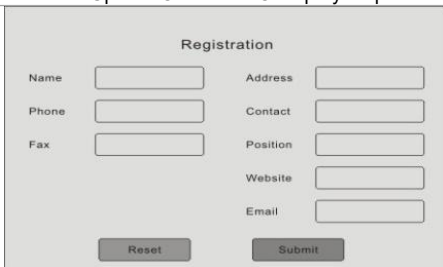 Registration
Name Address
Phone Contact
Fax Position
Website
Email
Reset Submit